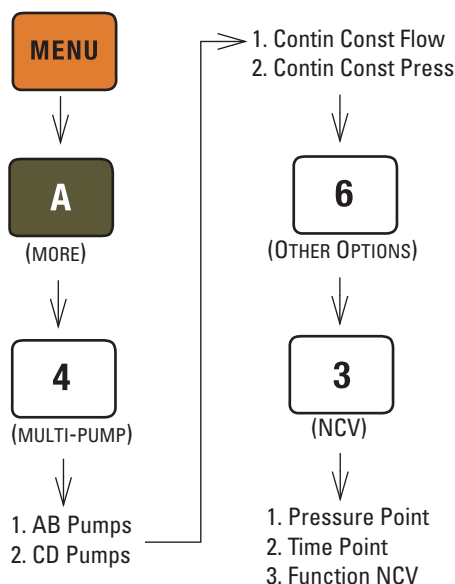 MENU
A
(MORE)
4
(MULTI-PUMP)
1. AB Pumps
2. CD Pumps
1. Contin Const Flow
2. Contin Const Press
6
(OTHER OPTIONS)
3
(NCV)
1. Pressure Point
2. Time Point
3. Function NCV